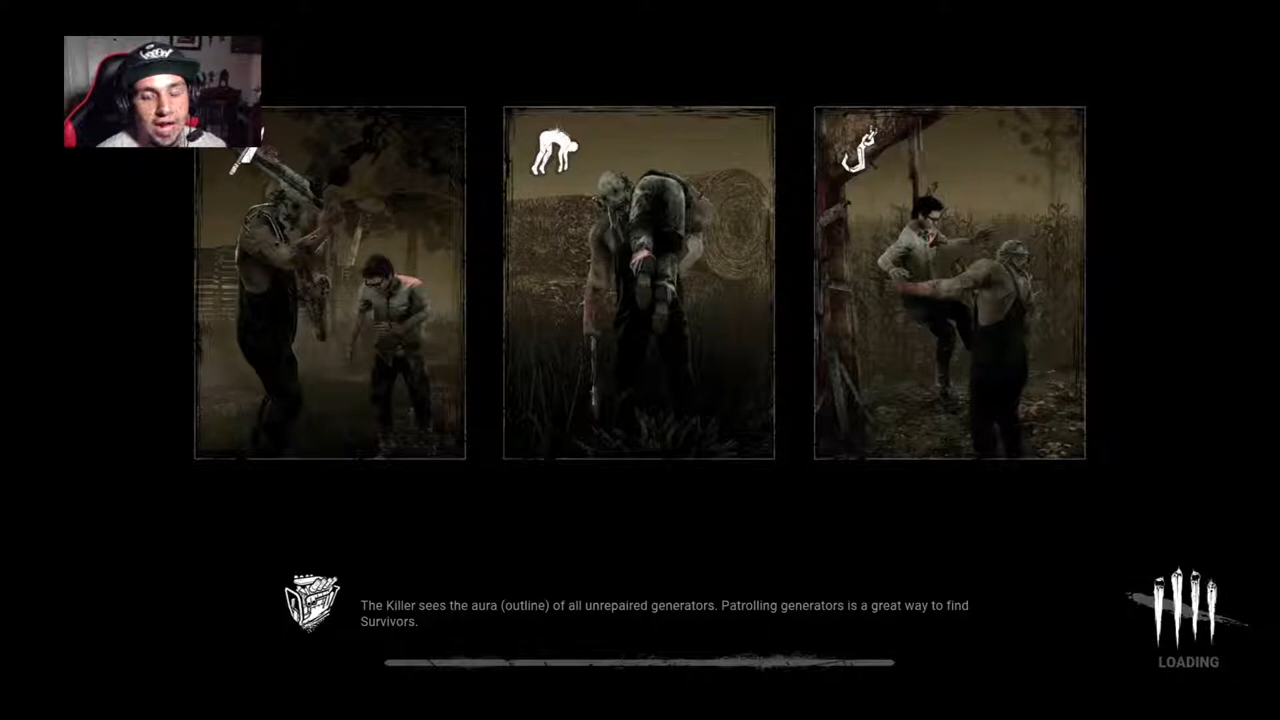 The Killer sees the aura (outline) of all unrepaired generators. Patrolling generators is a great way to find
Survivors.
LOADING